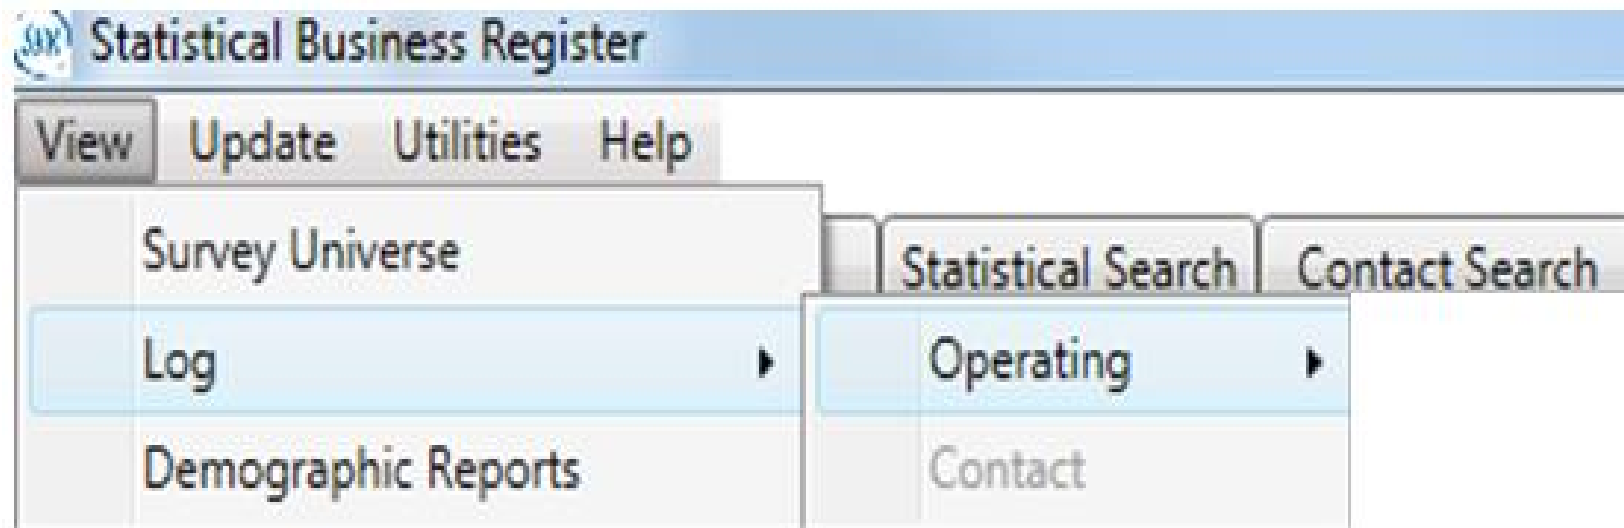 Statistical Business Register
View Update Utilities Help
Survey Universe
Statistical Search Contact Search
Log Operating
Demographic Reports Contact